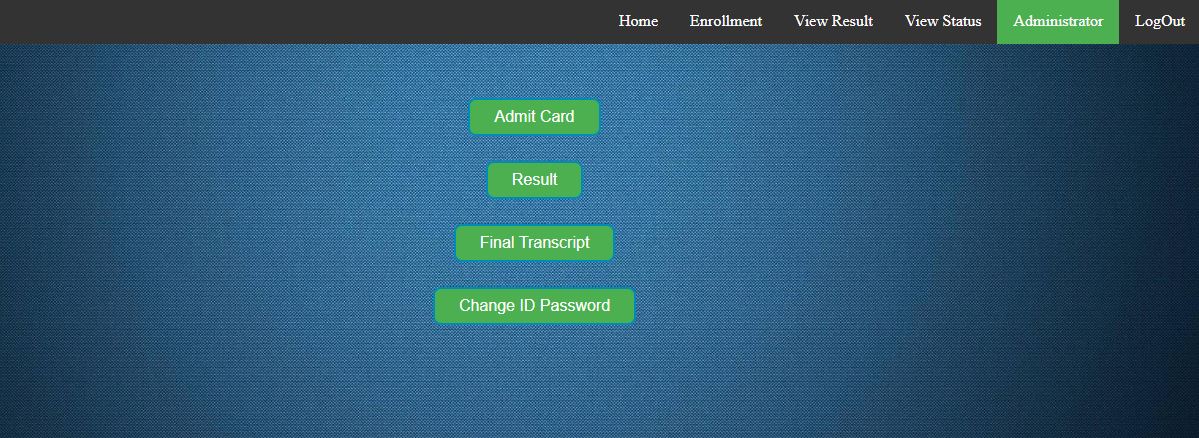 Home Enrollment View Result View Status Administrator LogOut
Admit Card
Result
Final Transcript
Change ID Password